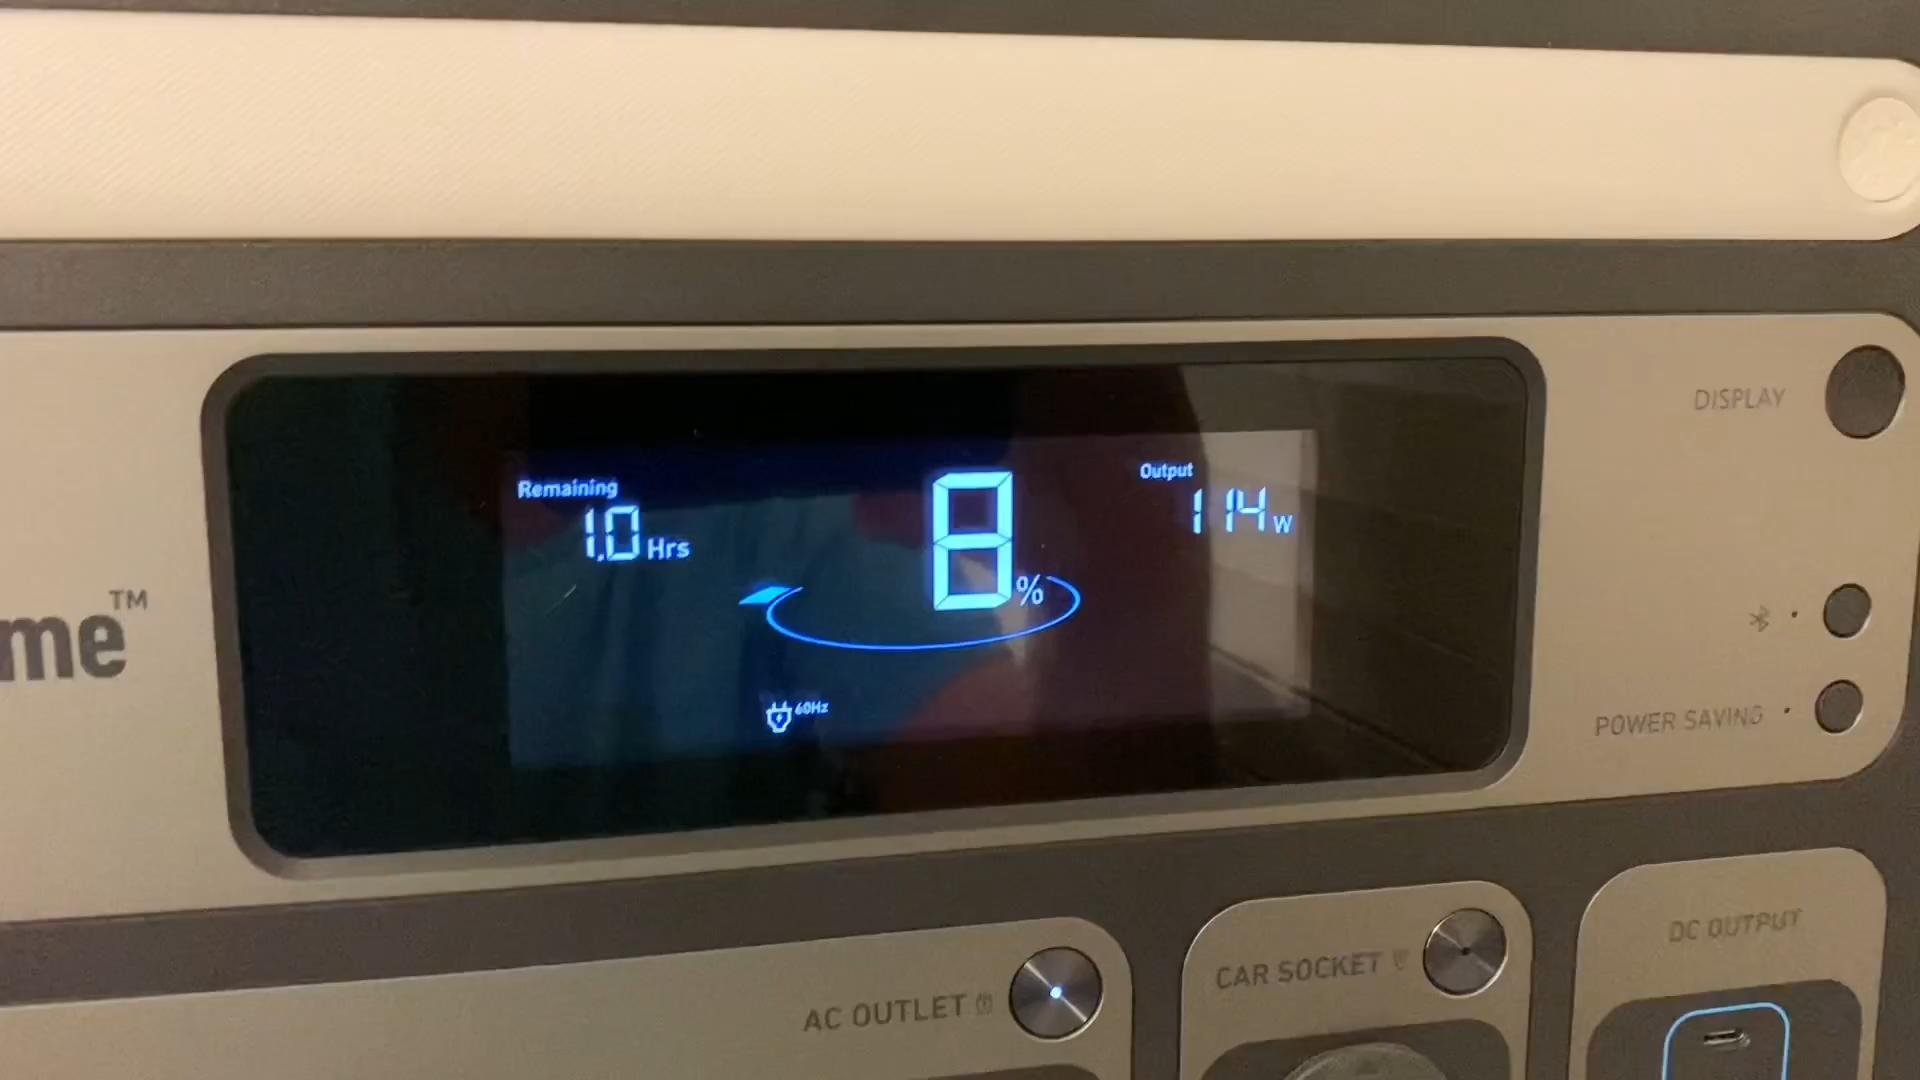 Remaining
1.0 Hrs
8%
Output
114 W
60Hz
me™
DISPLAY
POWER SAVING
AC OUTLET
CAR SOCKET
DC OUTPUT